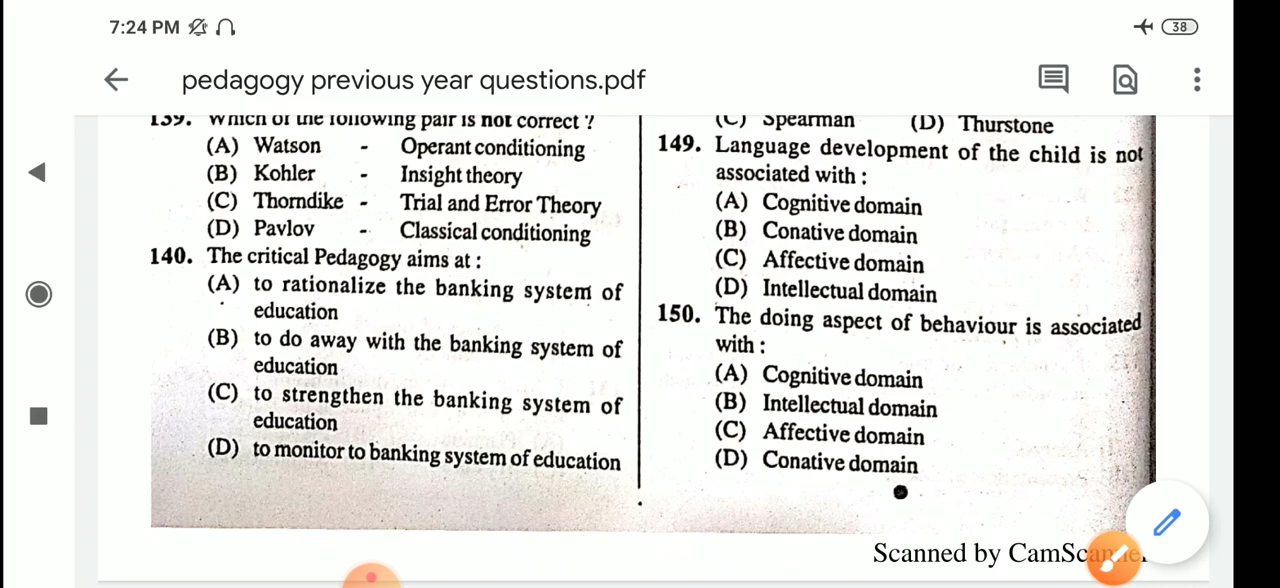 7:24 PM
38
pedagogy previous year questions.pdf
139. Which of the following pair is not correct ?
(A) Watson - Operant conditioning
(B) Kohler - Insight theory
(C) Thorndike - Trial and Error Theory
(D) Pavlov - Classical conditioning
140. The critical Pedagogy aims at :
(A) to rationalize the banking system of
education
(B) to do away with the banking system of
education
(C) to strengthen the banking system of
education
(D) to monitor to banking system of education
(C) Spearman (D) Thurstone
149. Language development of the child is not
associated with :
(A) Cognitive domain
(B) Conative domain
(C) Affective domain
(D) Intellectual domain
150. The doing aspect of behaviour is associated
with :
(A) Cognitive domain
(B) Intellectual domain
(C) Affective domain
(D) Conative domain
Scanned by CamScanner